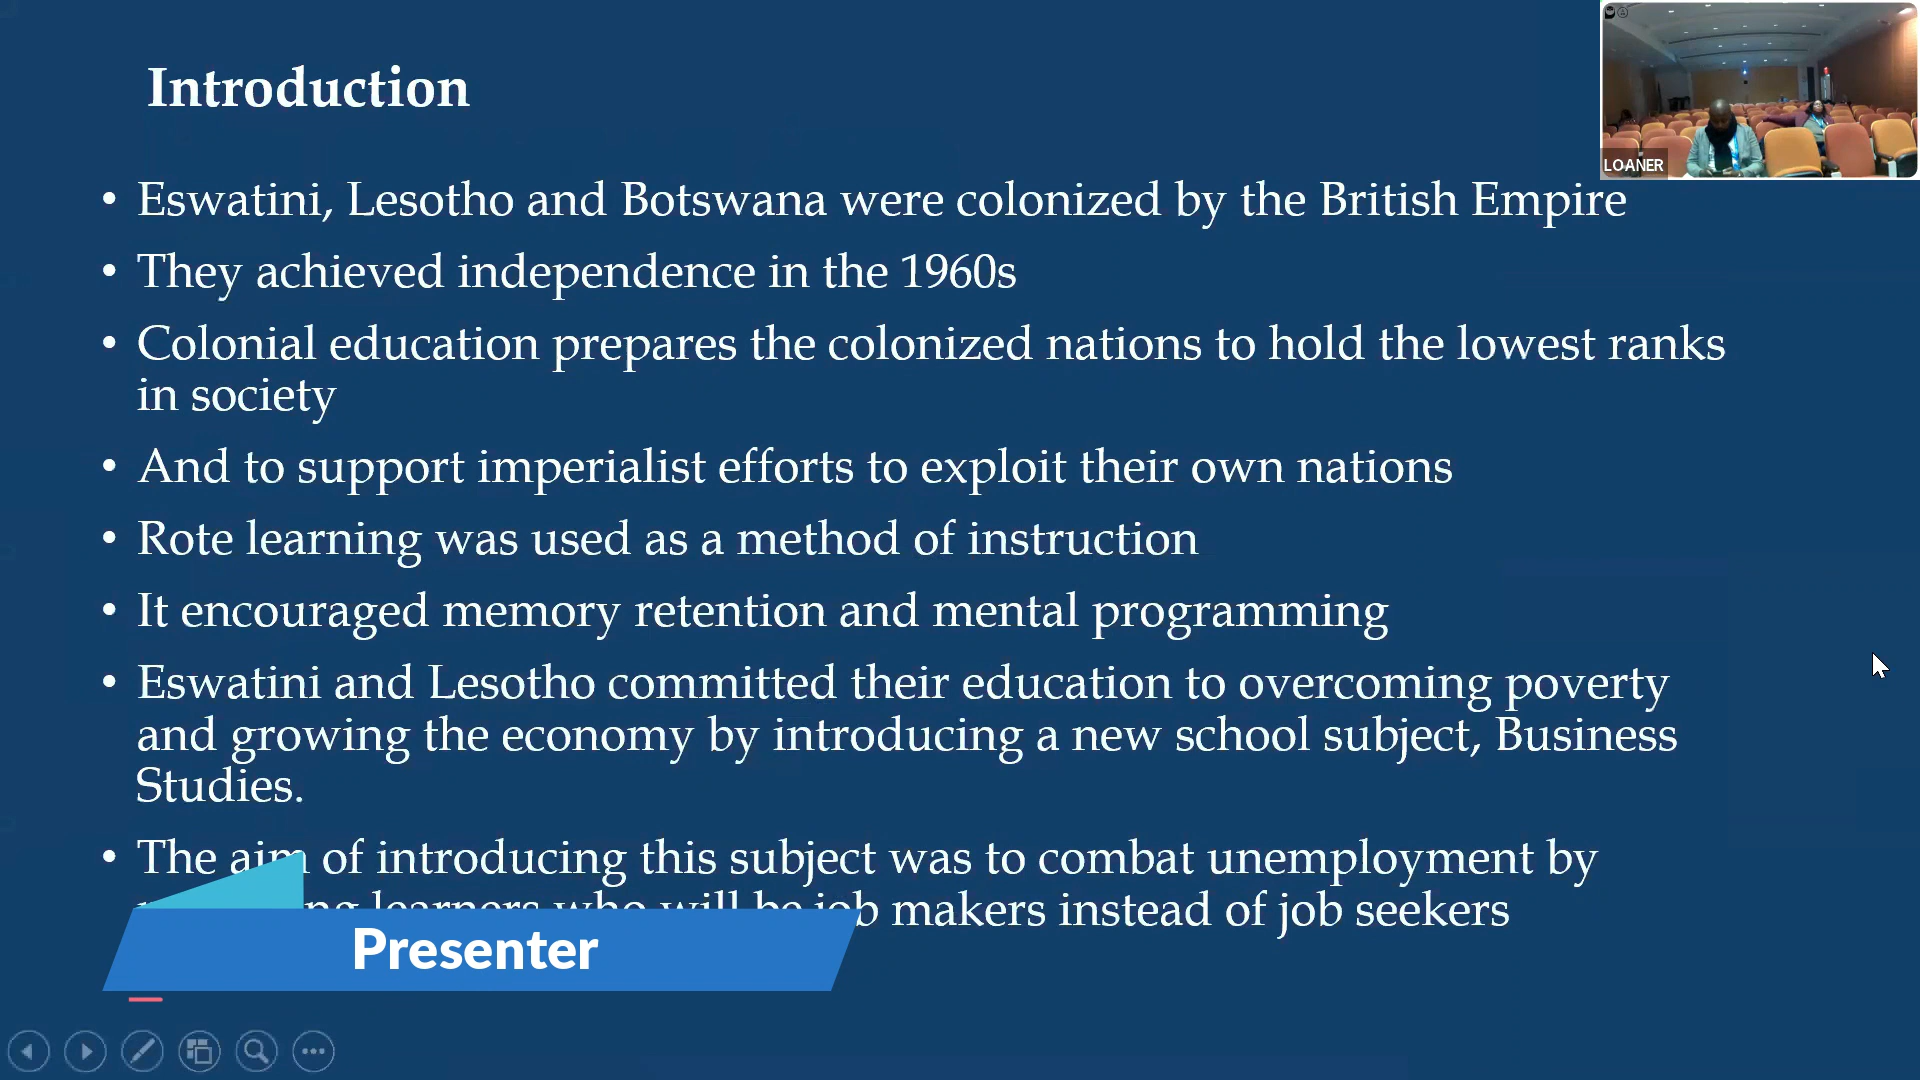 Introduction
LOANER
• Eswatini, Lesotho and Botswana were colonized by the British Empire
• They achieved independence in the 1960s
• Colonial education prepares the colonized nations to hold the lowest ranks
in society
• And to support imperialist efforts to exploit their own nations
• Rote learning was used as a method of instruction
• It encouraged memory retention and mental programming
• Eswatini and Lesotho committed their education to overcoming poverty
and growing the economy by introducing a new school subject, Business
Studies.
• The aim of introducing this subject was to combat unemployment by
learners who will be job makers instead of job seekers
Presenter